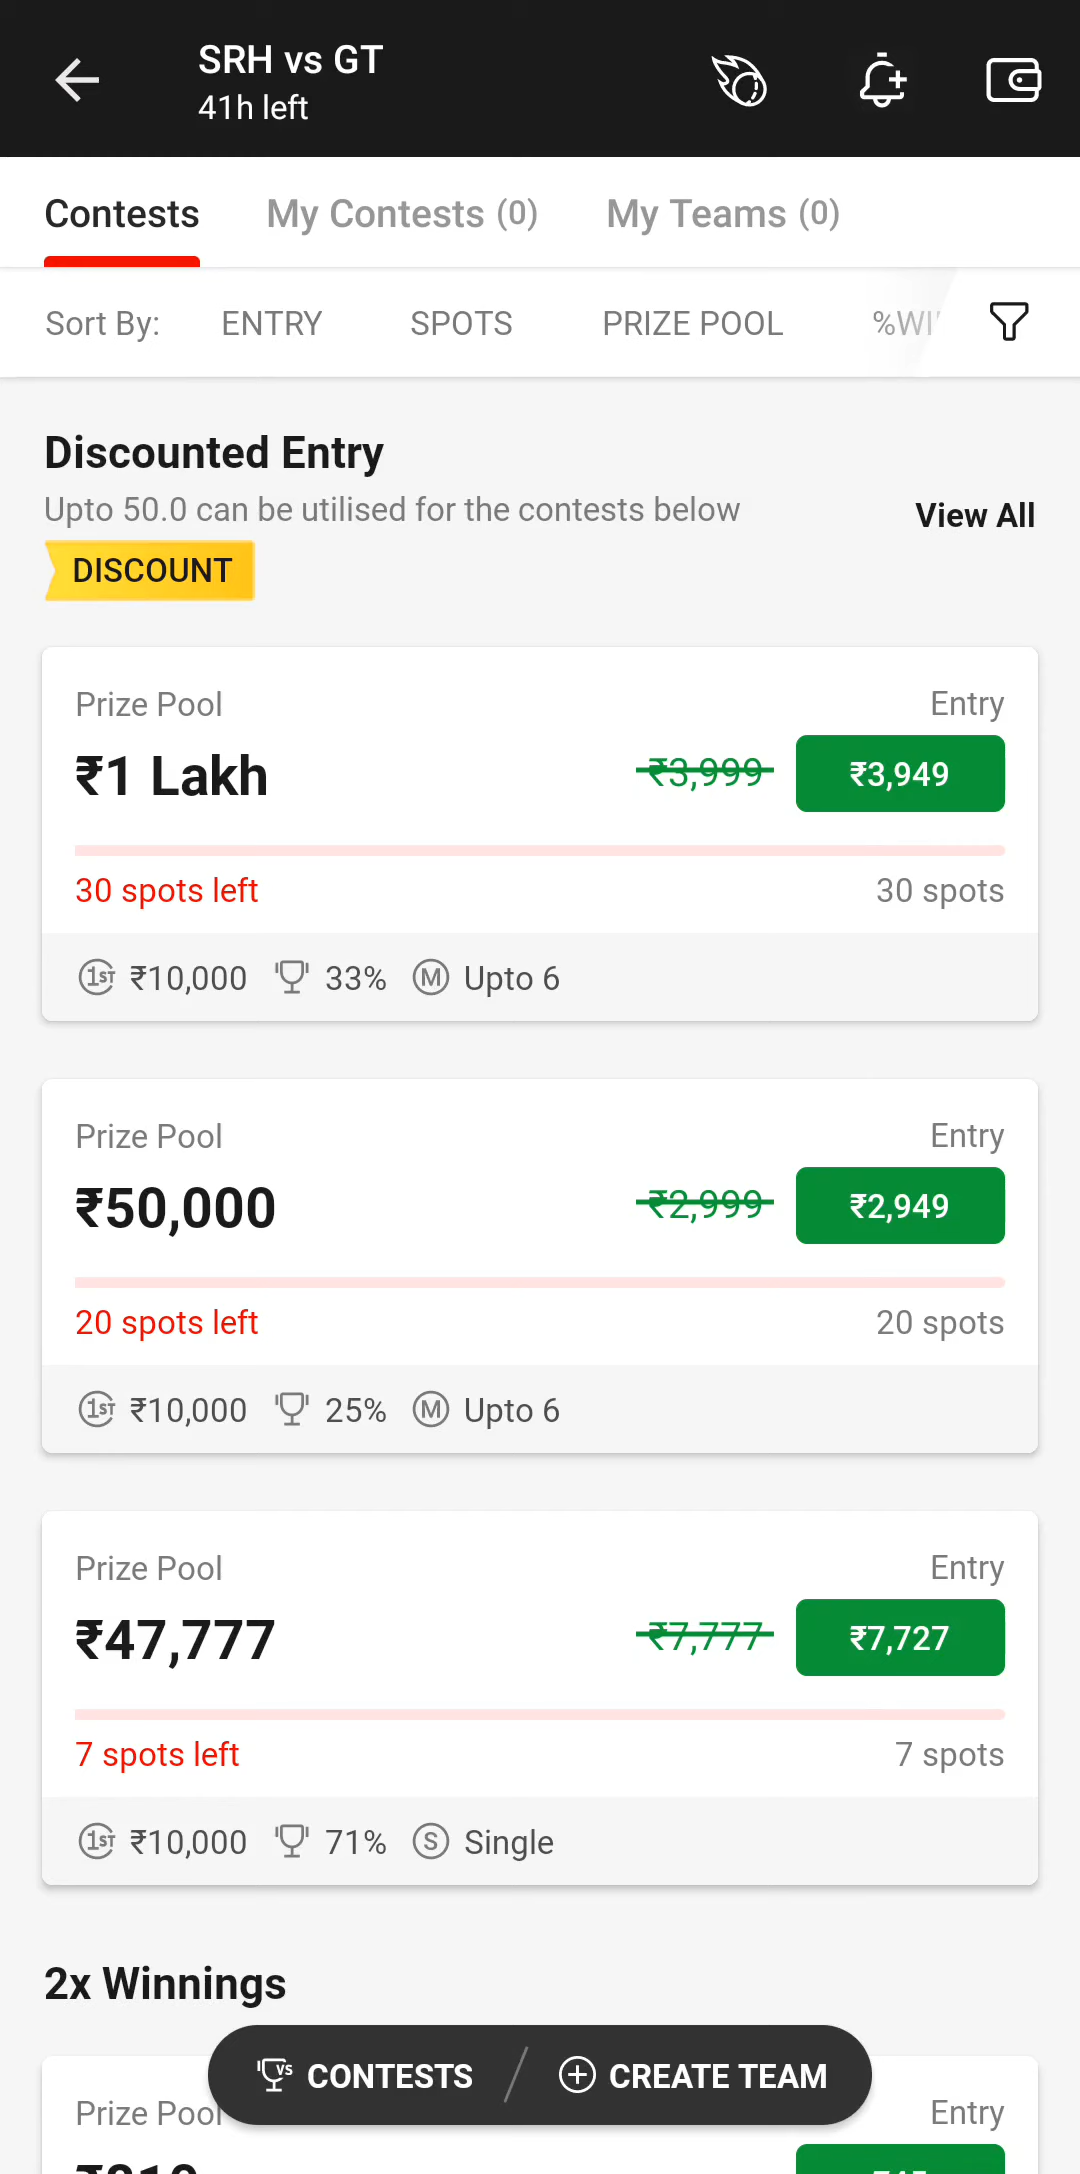 SRH vs GT
41h left
Contests My Contests (0) My Teams (0)
Sort By: ENTRY SPOTS PRIZE POOL
Discounted Entry
Upto 50.0 can be utilised for the contests below
View All
DISCOUNT
Prize Pool Entry
₹1 Lakh ₹3,999 ₹3,949
30 spots left 30 spots
1ST ₹10,000 33% M Upto 6
Prize Pool Entry
₹50,000 ₹2,999 ₹2,949
20 spots left 20 spots
1ST ₹10,000 25% M Upto 6
Prize Pool Entry
₹47,777 ₹7,777 ₹7,727
7 spots left 7 spots
1ST ₹10,000 71% S Single
2x Winnings
VS CONTESTS CREATE TEAM
Prize Pool Entry